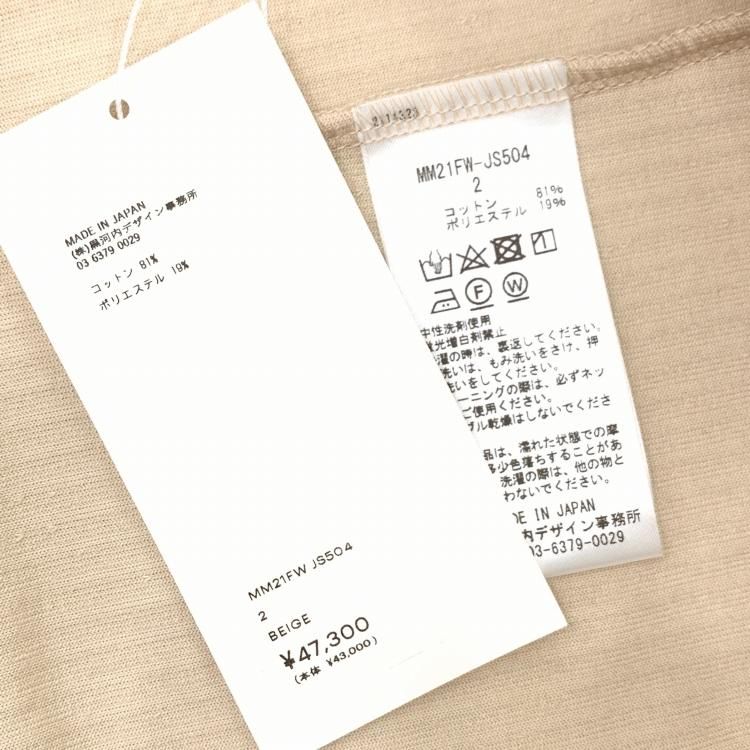 MADE IN JAPAN
(株)黒河内デザイン事務所
03 6379 0029
コットン 81%
ポリエステル 19%
MM21FW JS504
2
BEIGE
¥47,300
(本体 ¥43,000)
MM21FW-JS504
2
コットン 81%
ポリエステル 19%
F
W
中性洗剤使用
光増白剤禁止
濯の時は、裏返してください。
洗いは、もみ洗いをさけ、押
洗いをしてください。
ーニングの際は、必ずネッ
ご使用ください。
ブル乾燥はしないでくださ
品は、濡れた状態での摩
多少色落ちすることがあ
洗濯の際は、他の物と
わないでください。
DE IN JAPAN
内デザイン事務所
03-6379-0029